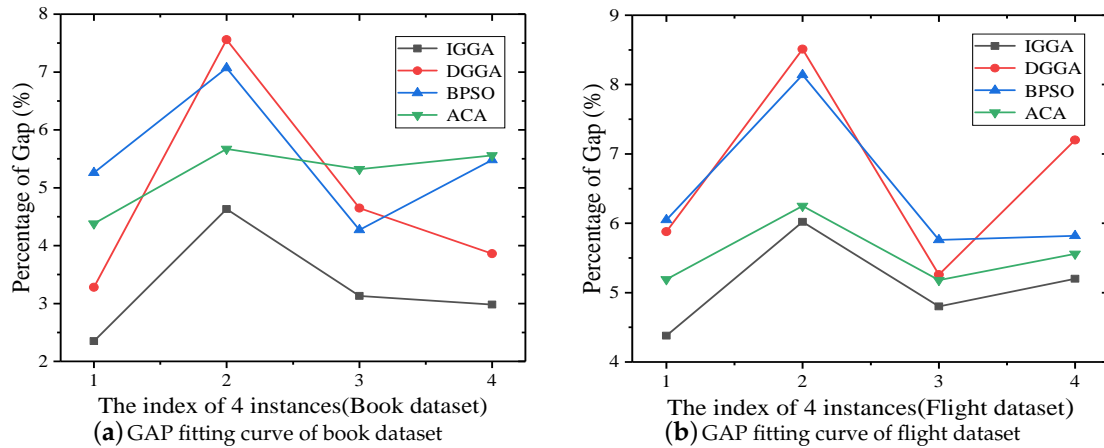 8
7
6
5
4
3
2
Percentage of Gap (%)
IGGA
DGGA
BPSO
ACA
1 2 3 4
The index of 4 instances(Book dataset)
(a) GAP fitting curve of book dataset
9
8
7
6
5
4
Percentage of Gap (%)
IGGA
DGGA
BPSO
ACA
1 2 3 4
The index of 4 instances(Flight dataset)
(b) GAP fitting curve of flight dataset